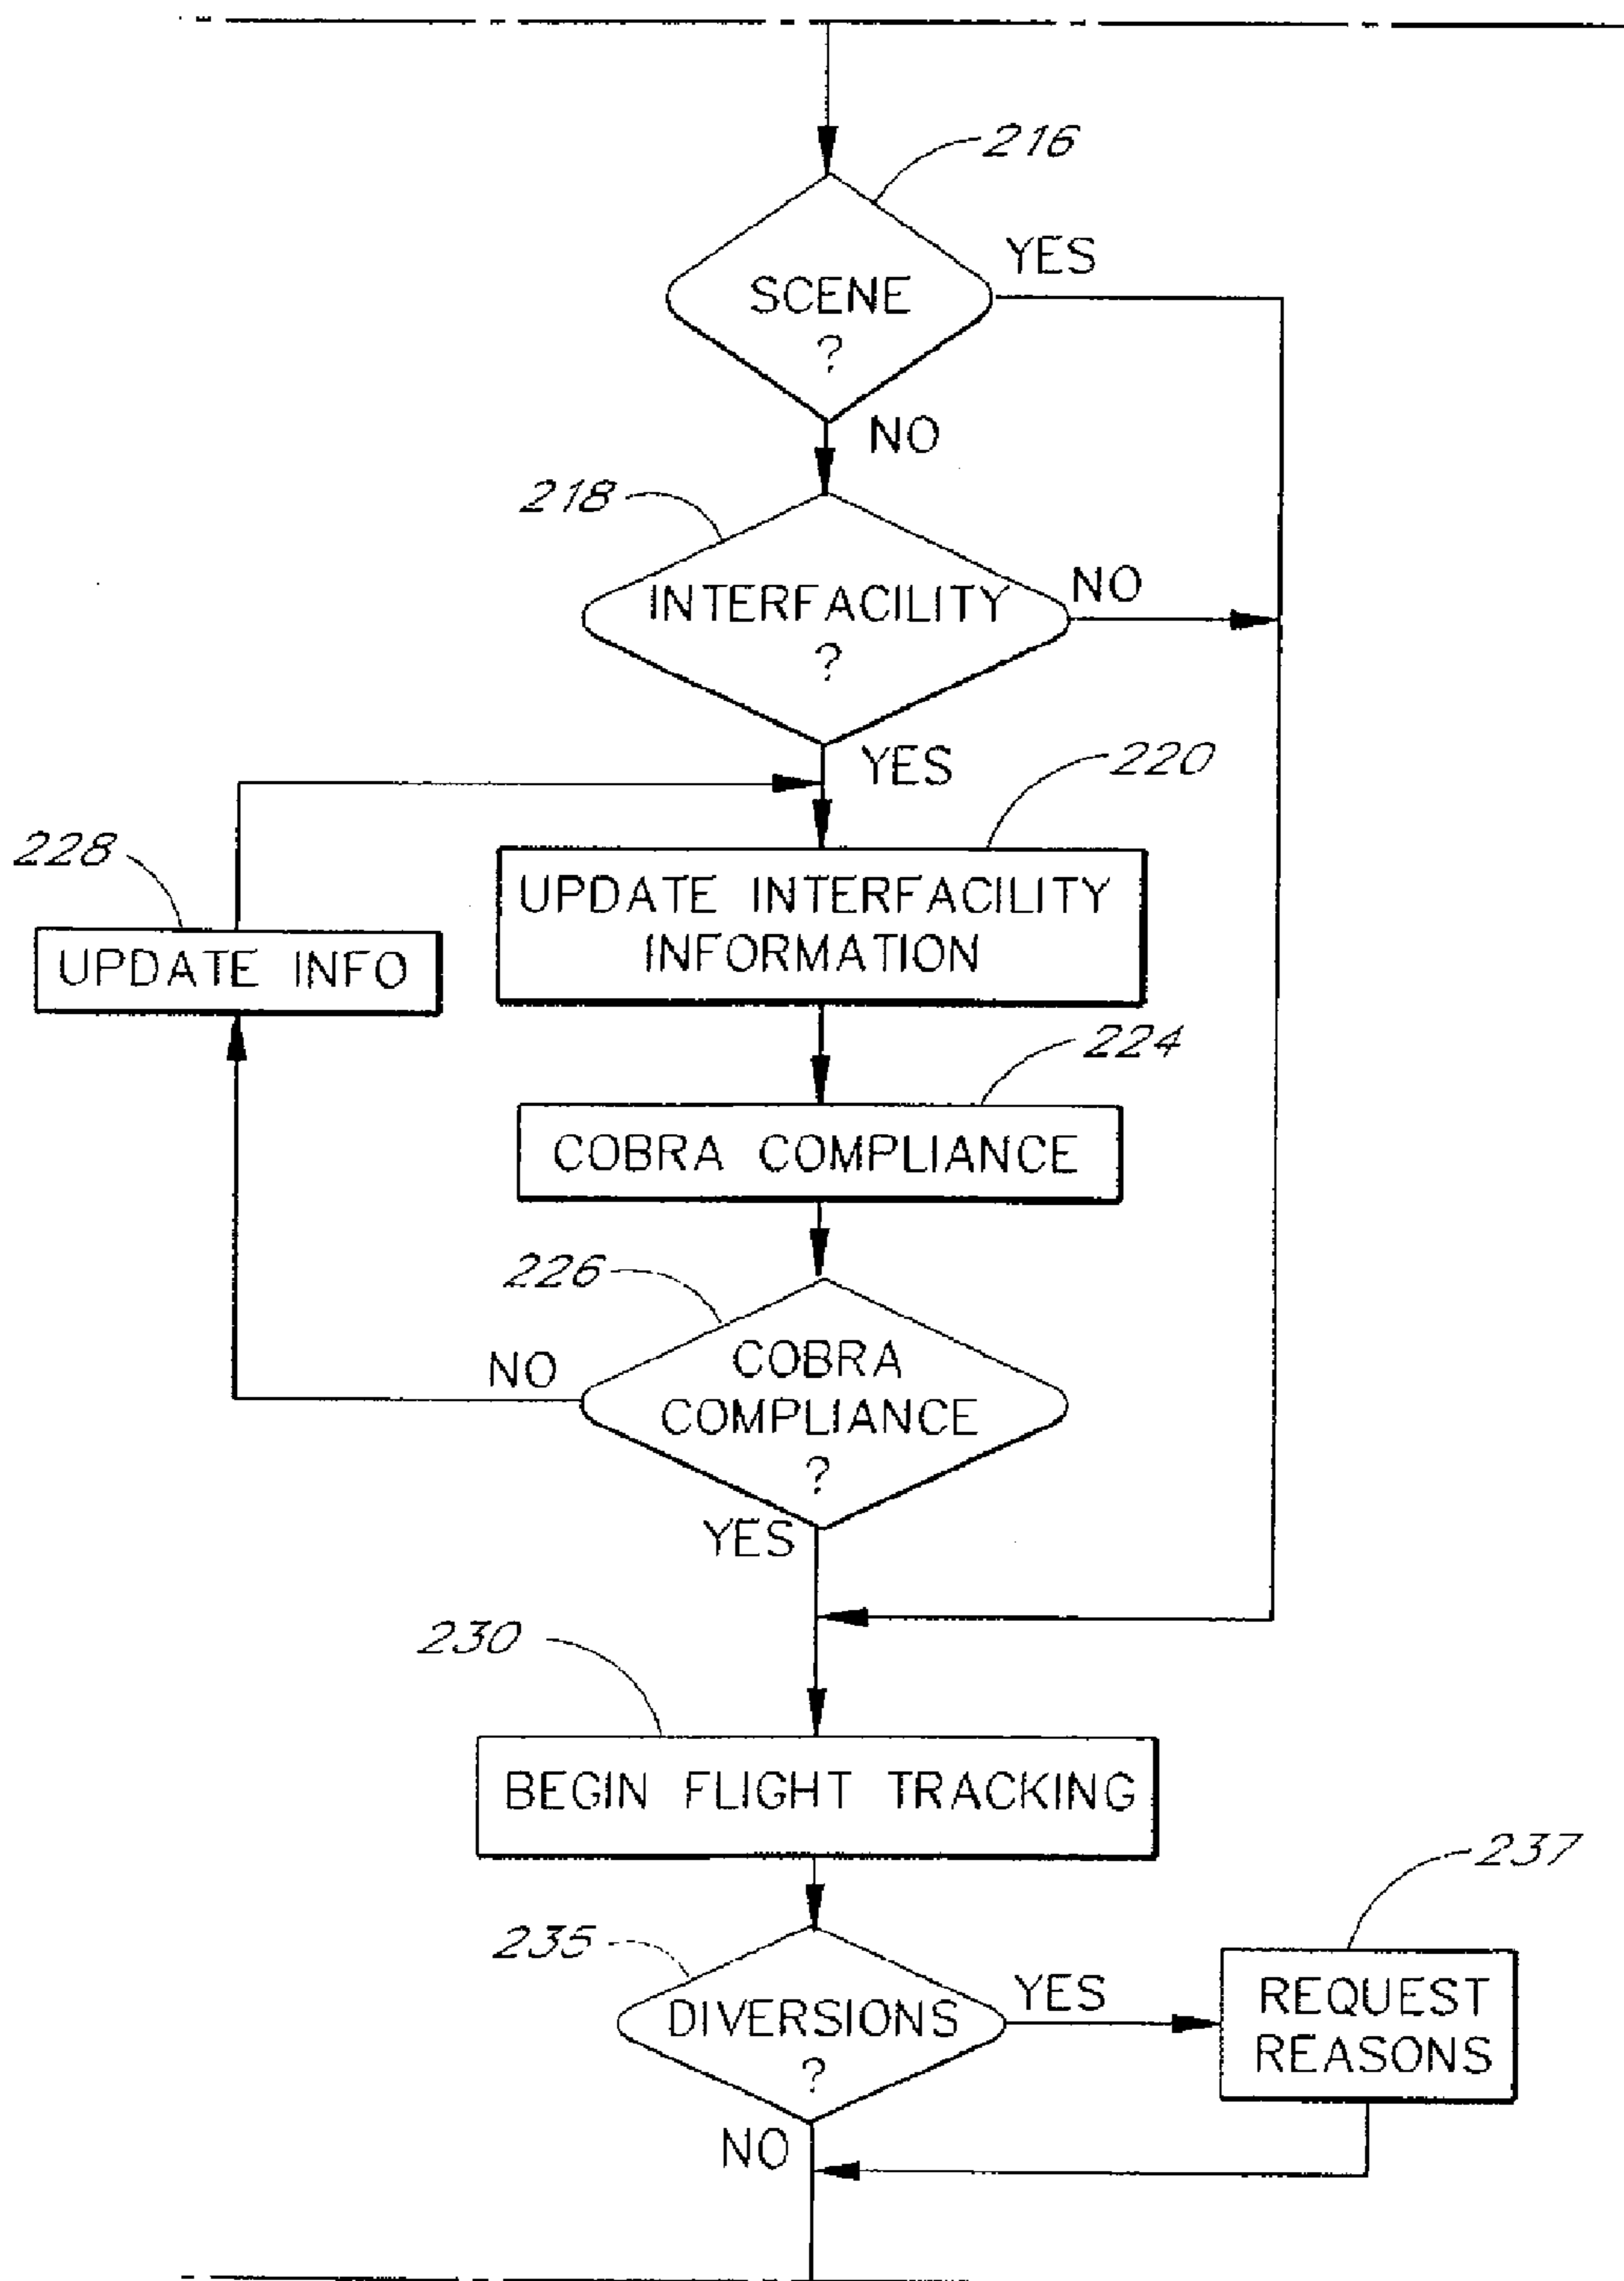 216
SCENE
?
YES
NO
218
INTERFACILITY
?
NO
YES
220
228
UPDATE INTERFACILITY
INFORMATION
UPDATE INFO
224
COBRA COMPLIANCE
226
COBRA
COMPLIANCE
?
NO
YES
230
BEGIN FLIGHT TRACKING
237
235
DIVERSIONS
?
YES
REQUEST
REASONS
NO